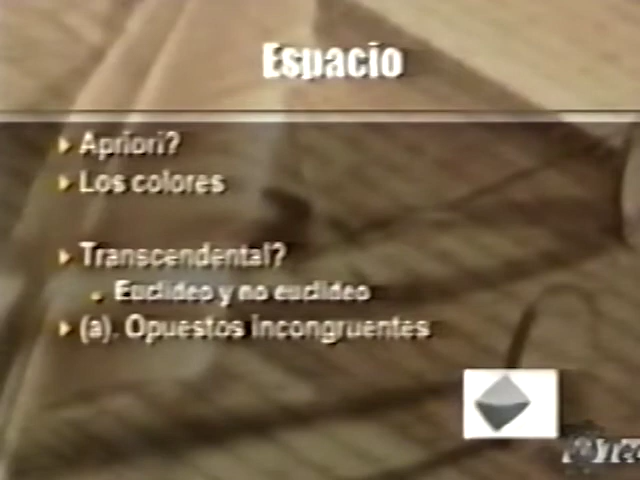 Espacio
Apriori?
Los colores
Transcendental?
Euclideo y no euclideo
(a). Opuestos incongruentes